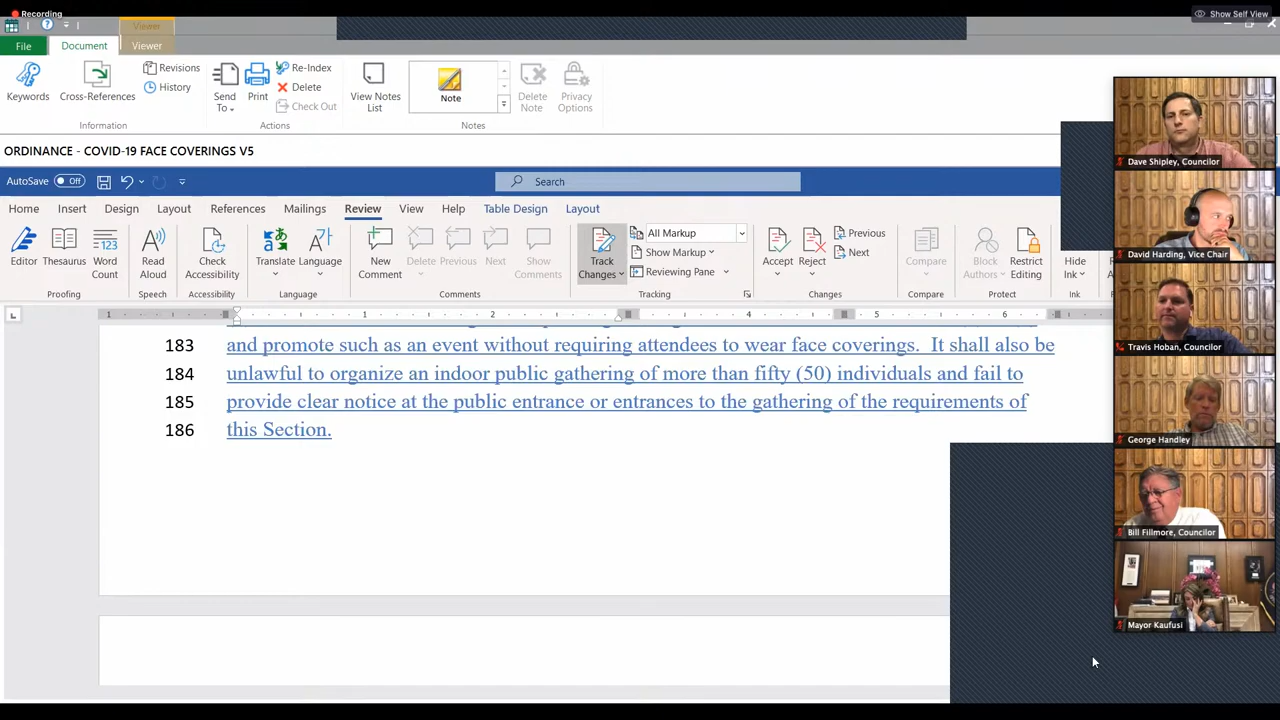 Recording
Show Self View
Viewer
File
Document
Viewer
Keywords
Cross-References
Revisions
History
Information
Send To
Print
Re-Index
Delete
Check Out
Actions
View Notes List
Note
Delete Note
Privacy Options
Notes
ORDINANCE - COVID-19 FACE COVERINGS V5
AutoSave Off
Search
Home Insert Design Layout References Mailings Review View Help Table Design Layout
Editor
Thesaurus
Word Count
Proofing
Read Aloud
Speech
Check Accessibility
Accessibility
Translate
Language
Language
New Comment
Delete
Previous
Next
Show Comments
Comments
Track Changes
All Markup
Show Markup
Reviewing Pane
Tracking
Accept
Reject
Previous
Next
Changes
Compare
Compare
Block Authors
Restrict Editing
Protect
Hide Ink
Ink
1 1 2 4 5 6
183 and promote such as an event without requiring attendees to wear face coverings. It shall also be
184 unlawful to organize an indoor public gathering of more than fifty (50) individuals and fail to
185 provide clear notice at the public entrance or entrances to the gathering of the requirements of
186 this Section.
Dave Shipley, Councilor
David Harding, Vice Chair
Travis Hoban, Councilor
George Handley
Bill Fillmore, Councilor
Mayor Kaufusi